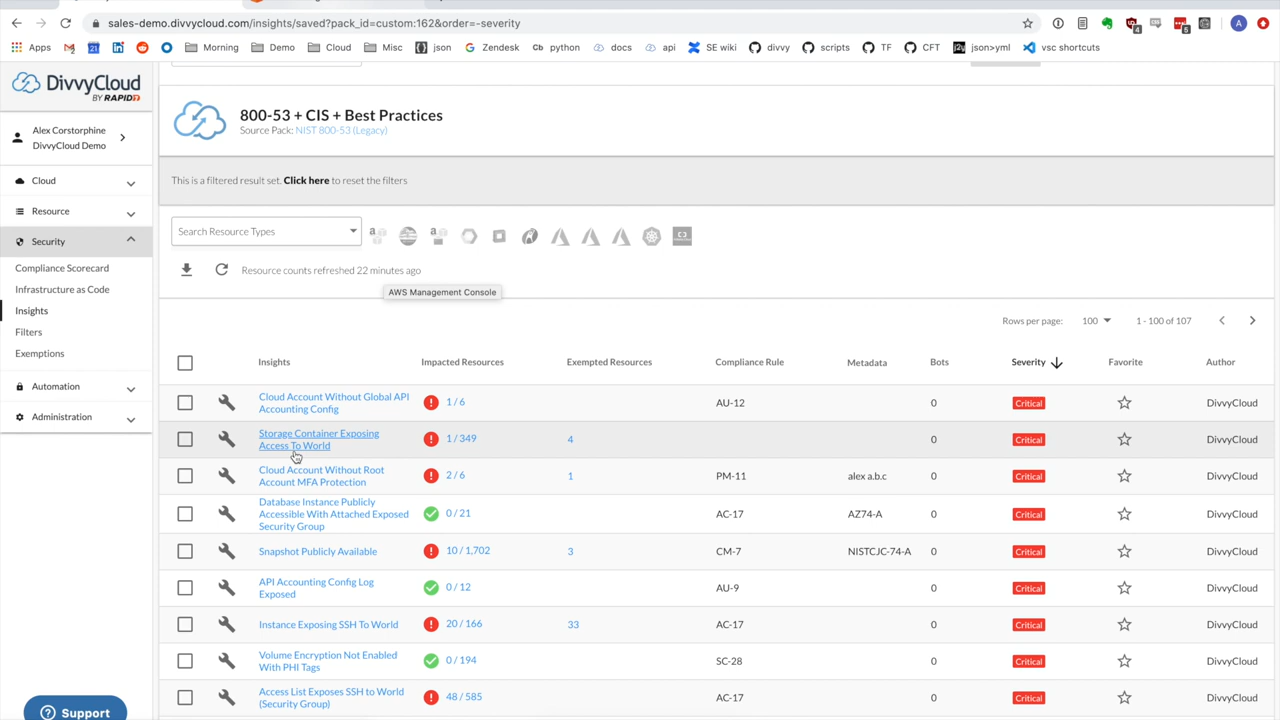 sales-demo.divvycloud.com/insights/saved?pack_id=custom:162&order=-severity
A
4
5
Apps
21
Morning
Demo
Cloud
Misc
json
Zendesk
Cb python
docs
api
SE wiki
divvy
scripts
TF
CFT
json>yml
vsc shortcuts
DivvyCloud
BY RAPID7
Alex Corstorphine
DivvyCloud Demo
Cloud
Resource
Security
Compliance Scorecard
Infrastructure as Code
Insights
Filters
Exemptions
Automation
Administration
Support
800-53 + CIS + Best Practices
Source Pack: NIST 800-53 (Legacy)
This is a filtered result set. Click here to reset the filters
Search Resource Types
Resource counts refreshed 22 minutes ago
AWS Management Console
Rows per page: 100 1 - 100 of 107
Insights Impacted Resources Exempted Resources Compliance Rule Metadata Bots Severity Favorite Author
Cloud Account Without Global API
Accounting Config
1 / 6 AU-12 0 Critical DivvyCloud
Storage Container Exposing
Access To World
1 / 349 4 0 Critical DivvyCloud
Cloud Account Without Root
Account MFA Protection
2 / 6 1 PM-11 alex a.b.c 0 Critical DivvyCloud
Database Instance Publicly
Accessible With Attached Exposed
Security Group
0 / 21 AC-17 AZ74-A 0 Critical DivvyCloud
Snapshot Publicly Available 10 / 1,702 3 CM-7 NISTCJC-74-A 0 Critical DivvyCloud
API Accounting Config Log
Exposed
0 / 12 AU-9 0 Critical DivvyCloud
Instance Exposing SSH To World 20 / 166 33 AC-17 0 Critical DivvyCloud
Volume Encryption Not Enabled
With PHI Tags
0 / 194 SC-28 0 Critical DivvyCloud
Access List Exposes SSH to World
(Security Group)
48 / 585 AC-17 0 Critical DivvyCloud